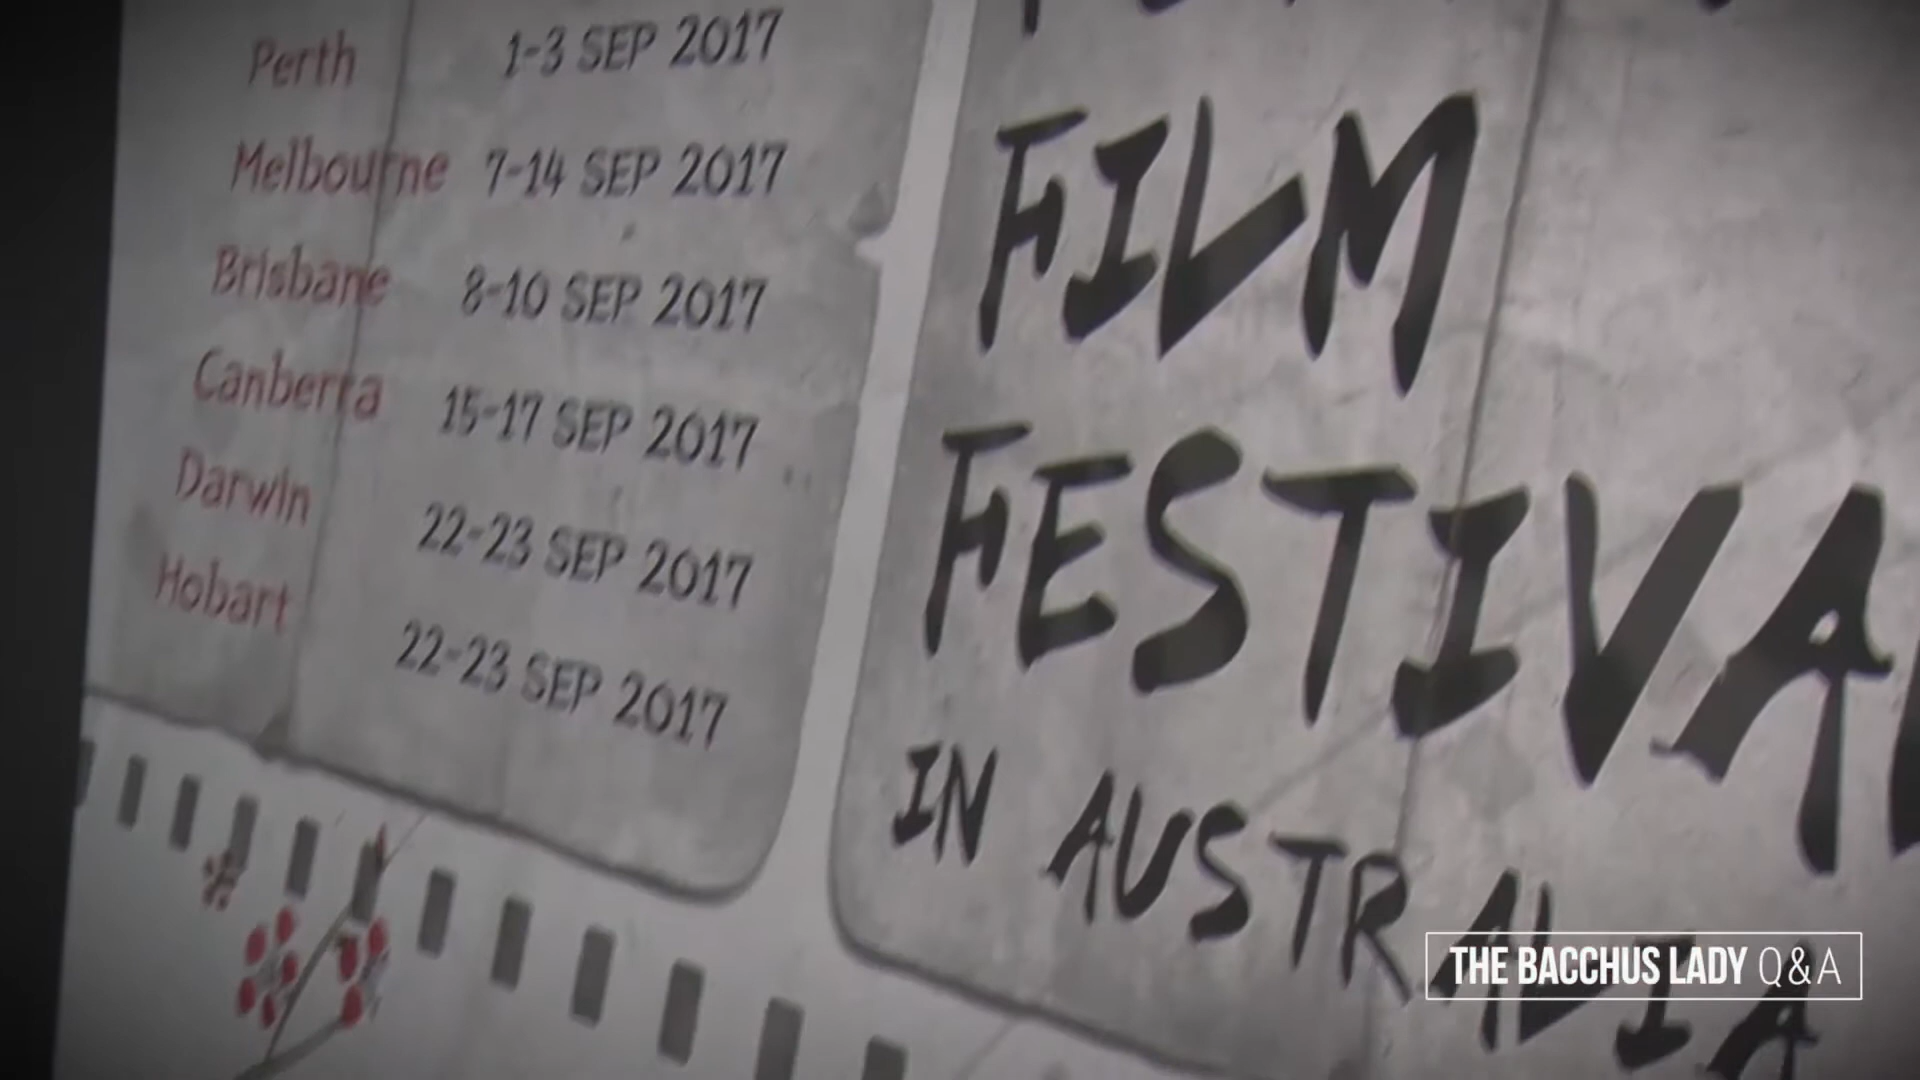 Perth 1-3 SEP 2017
Melbourne 7-14 SEP 2017
Brisbane 8-10 SEP 2017
Canberra 15-17 SEP 2017
Darwin 22-23 SEP 2017
Hobart 22-23 SEP 2017
FILM
FESTIVAL
IN AUSTRALIA
THE BACCHUS LADY Q&A